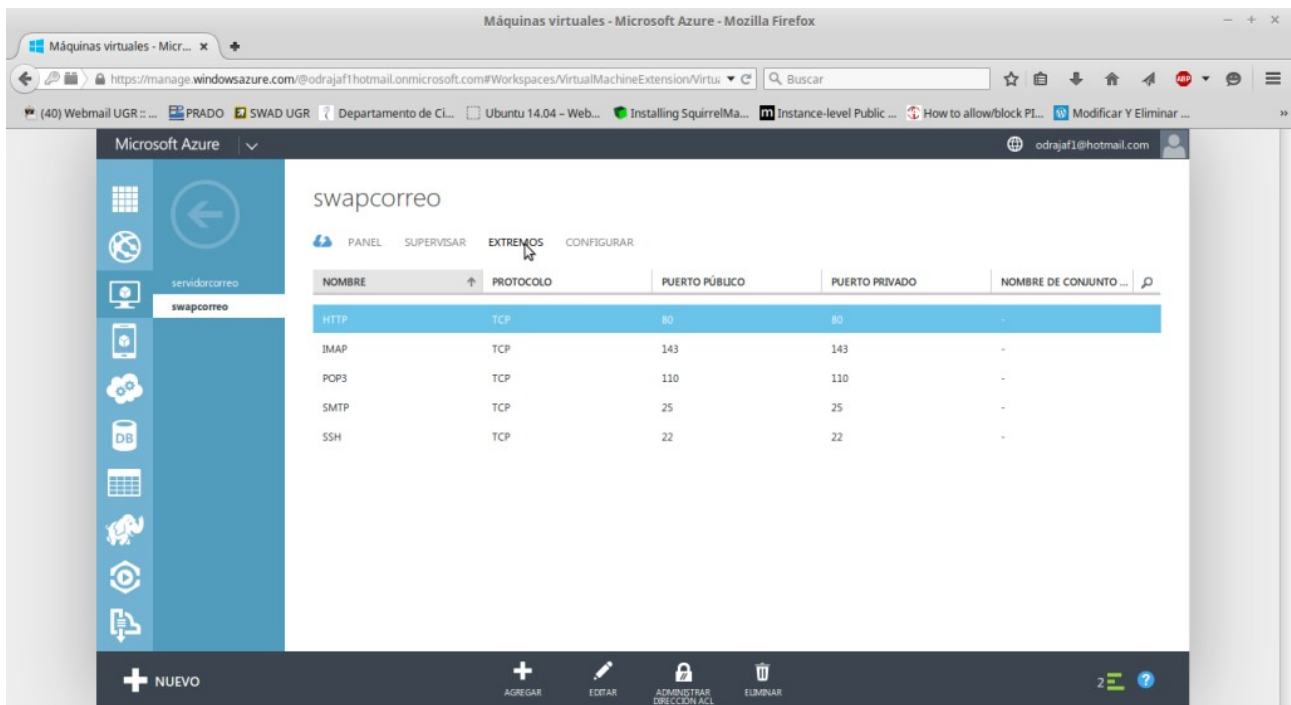 Máquinas virtuales - Microsoft Azure - Mozilla Firefox
Máquinas virtuales - Micr...
https://manage.windowsazure.com/@odrajaf1hotmail.onmicrosoft.com#Workspaces/VirtualMachineExtension/Virtu
Buscar
ABP
(40) Webmail UGR :: ... PRADO SWAD UGR Departamento de Ci... Ubuntu 14.04 – Web... Installing SquirrelMa... Instance-level Public ... How to allow/block PI... Modificar Y Eliminar ...
Microsoft Azure
odrajaf1@hotmail.com
swapcorreo
PANEL SUPERVISAR EXTREMOS CONFIGURAR
servidorcorreo
swapcorreo
NOMBRE PROTOCOLO PUERTO PÚBLICO PUERTO PRIVADO NOMBRE DE CONJUNTO ...
HTTP TCP 80 80 -
IMAP TCP 143 143 -
POP3 TCP 110 110 -
SMTP TCP 25 25 -
SSH TCP 22 22 -
DB
NUEVO
AGREGAR
EDITAR
ADMINISTRAR
DIRECCIÓN ACL
ELIMINAR
2
?